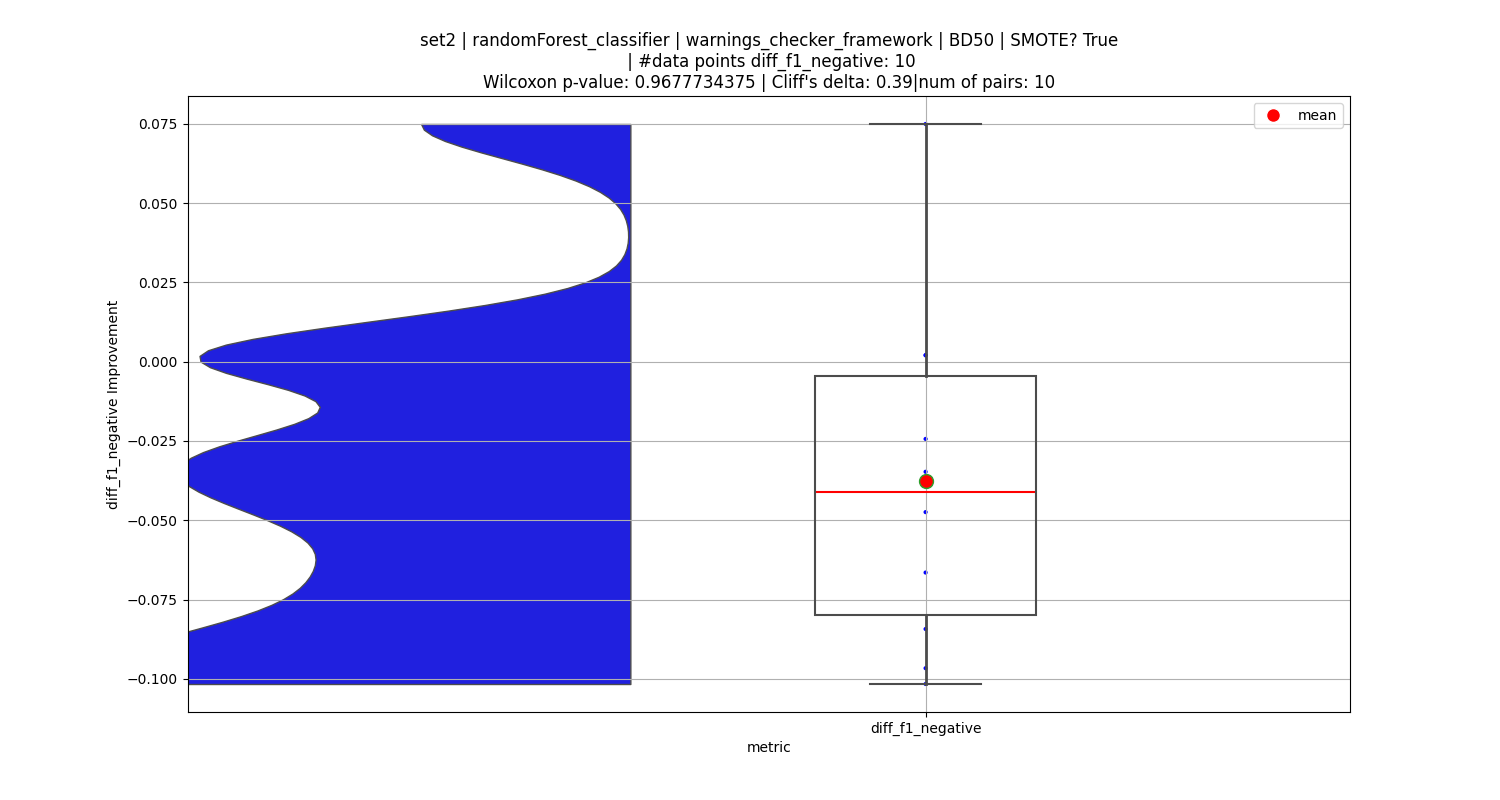 set2 | randomForest_classifier | warnings_checker_framework | BD50 | SMOTE? True
| #data points diff_f1_negative: 10
Wilcoxon p-value: 0.9677734375 | Cliff's delta: 0.39|num of pairs: 10
mean
0.075
0.050
0.025
0.000
−0.025
−0.050
−0.075
−0.100
diff_f1_negative Improvement
diff_f1_negative
metric